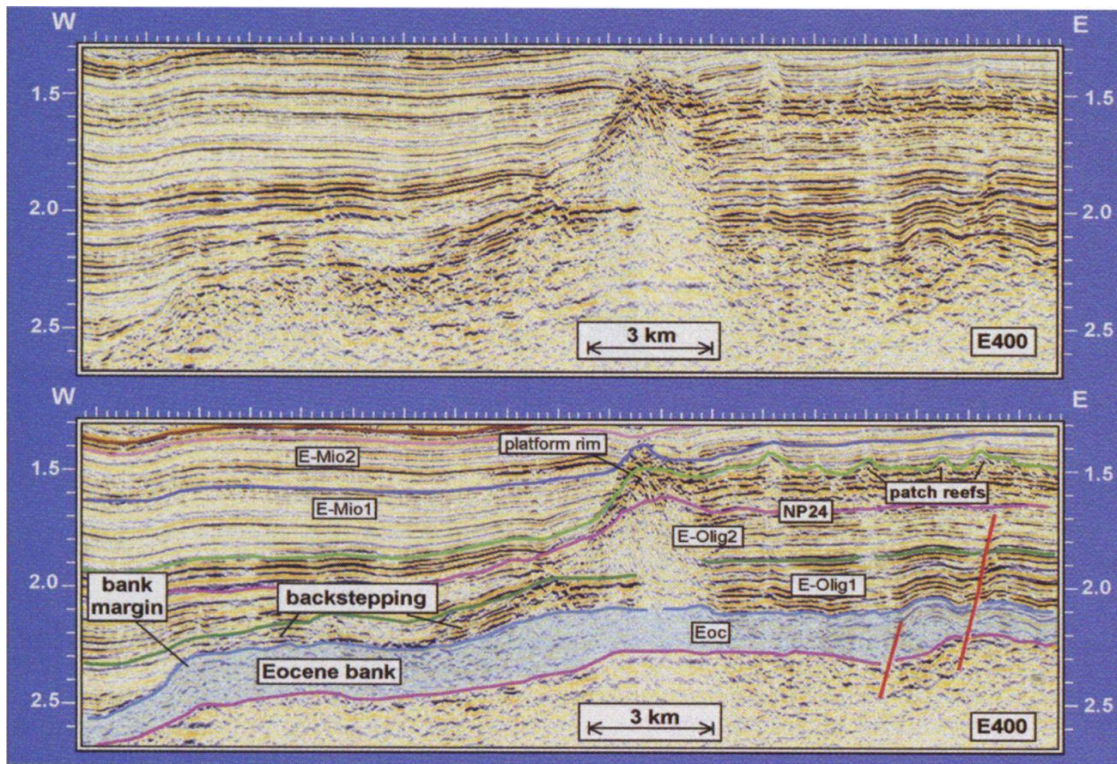 W E
1.5 1.5
2.0 2.0
2.5 2.5
3 km
E400
W E
platform rim
E-Mio2
1.5 1.5
patch reefs
E-Mio1
NP24
E-Olig2
2.0 2.0
bank margin
backstepping
E-Olig1
Eoc
Eocene bank
2.5 2.5
3 km
E400